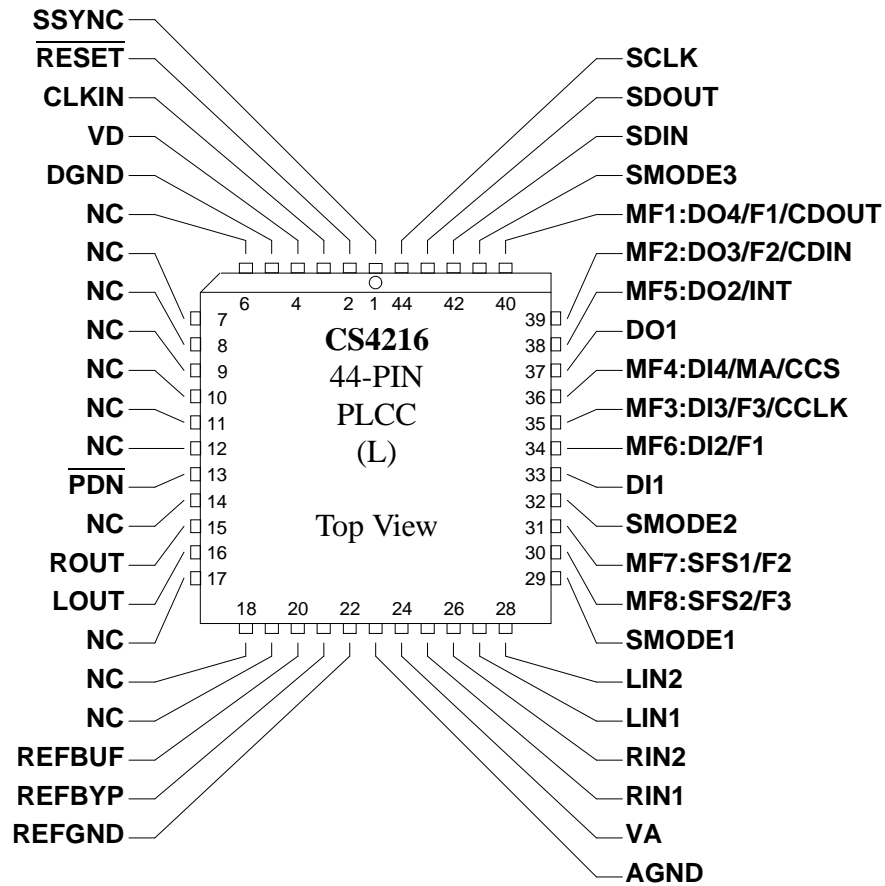 SSYNC
RESET
CLKIN
VD
DGND
NC
NC
NC
NC
NC
NC
NC
PDN
NC
ROUT
LOUT
NC
NC
REFBUF
REFBYP
REFGND
SCLK
SDOUT
SDIN
SMODE3
MF1:DO4/F1/CDOUT
MF2:DO3/F2/CDIN
MF5:DO2/INT
DO1
MF4:DI4/MA/CCS
MF3:DI3/F3/CCLK
MF6:DI2/F1
DI1
SMODE2
MF7:SFS1/F2
MF8:SFS2/F3
SMODE1
LIN2
LIN1
RIN2
RIN1
VA
AGND
6 4 2 1 44 42 40
7
8
9
10
11
12
13
14
15
16
17
39
38
37
36
35
34
33
32
31
30
29
18 20 22 24 26 28
CS4216
44-PIN
PLCC
(L)
Top View